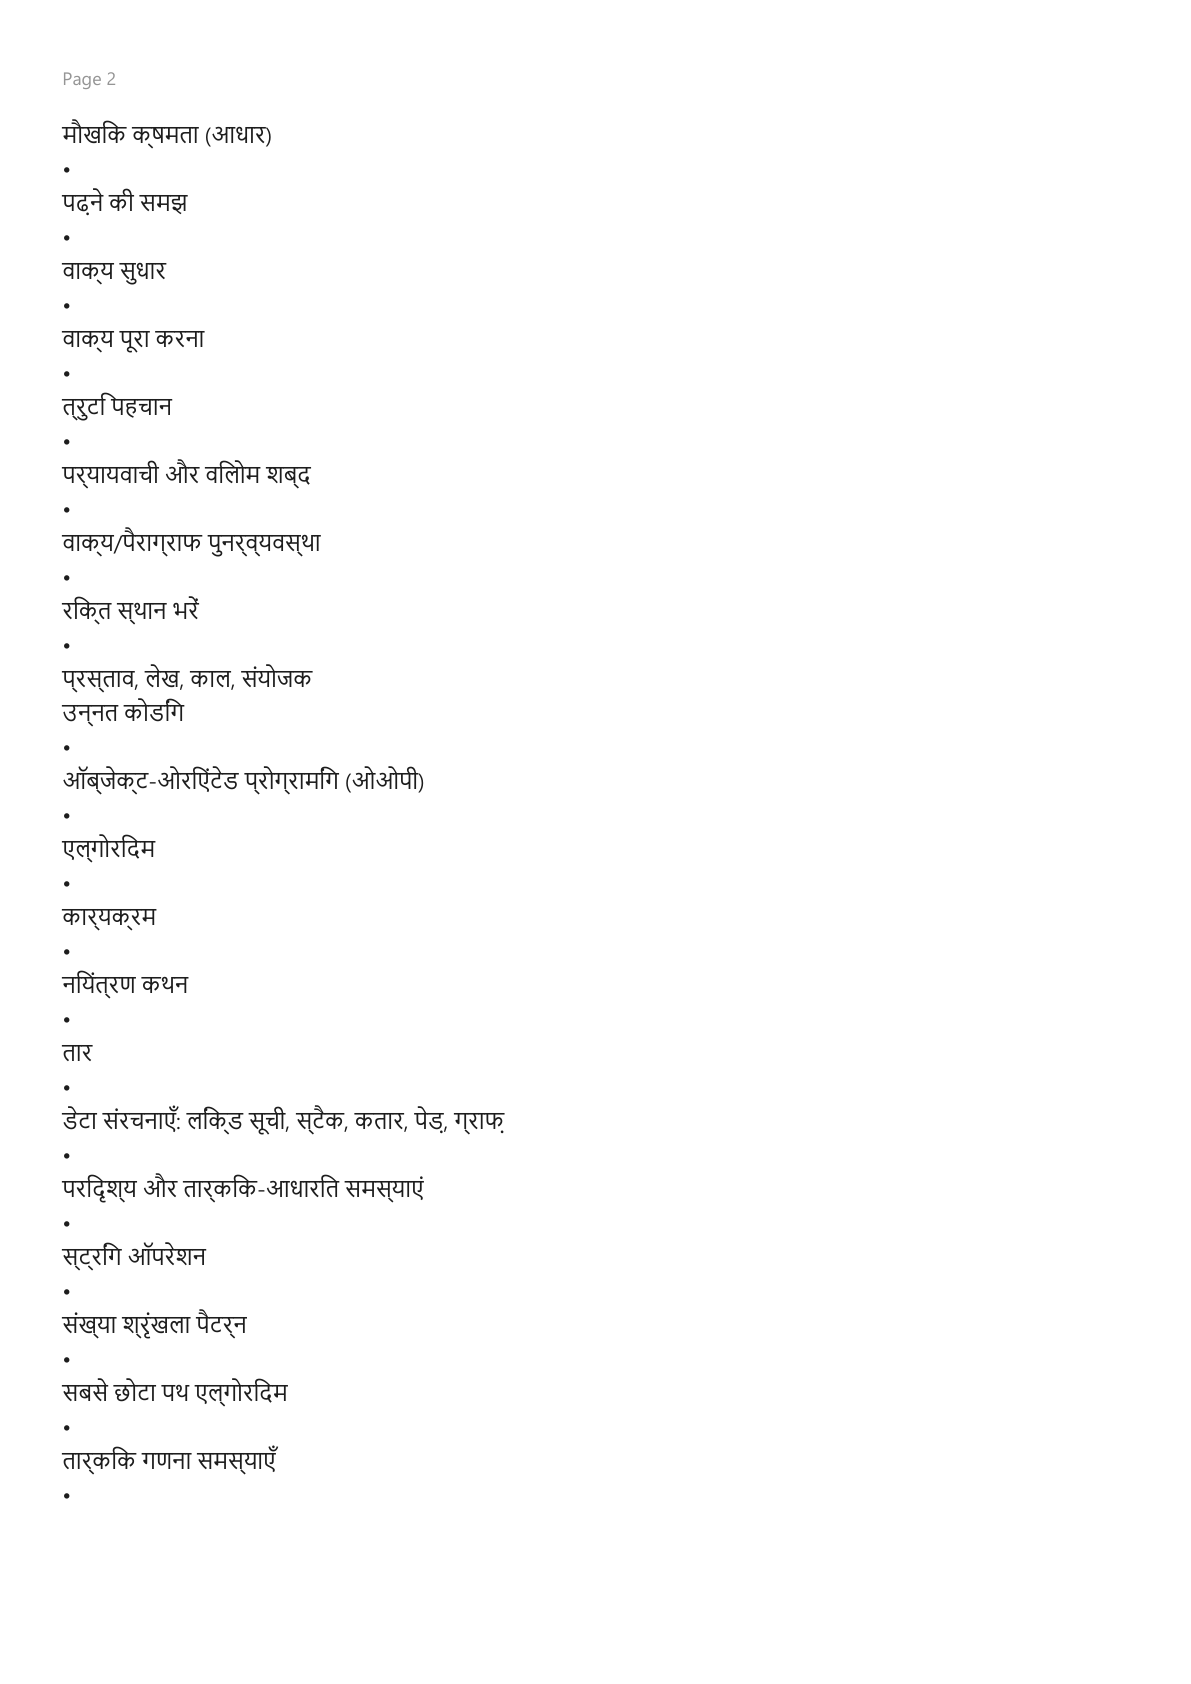 Page 2
मौखिक क्षमता (आधार)
•
पढ़ने की समझ
•
वाक्य सुधार
•
वाक्य पूरा करना
•
त्रुटि पहचान
•
पर्यायवाची और विलोम शब्द
•
वाक्य/पैराग्राफ पुनर्व्यवस्था
•
रिक्त स्थान भरें
•
प्रस्ताव, लेख, काल, संयोजक
उन्नत कोडिंग
•
ऑब्जेक्ट-ओरिएंटेड प्रोग्रामिंग (ओओपी)
•
एल्गोरिदम
•
कार्यक्रम
•
नियंत्रण कथन
•
तार
•
डेटा संरचनाएँ: लिंक्ड सूची, स्टैक, कतार, पेड़, ग्राफ़
•
परिदृश्य और तार्किक-आधारित समस्याएं
•
स्ट्रिंग ऑपरेशन
•
संख्या श्रृंखला पैटर्न
•
सबसे छोटा पथ एल्गोरिदम
•
तार्किक गणना समस्याएँ
•